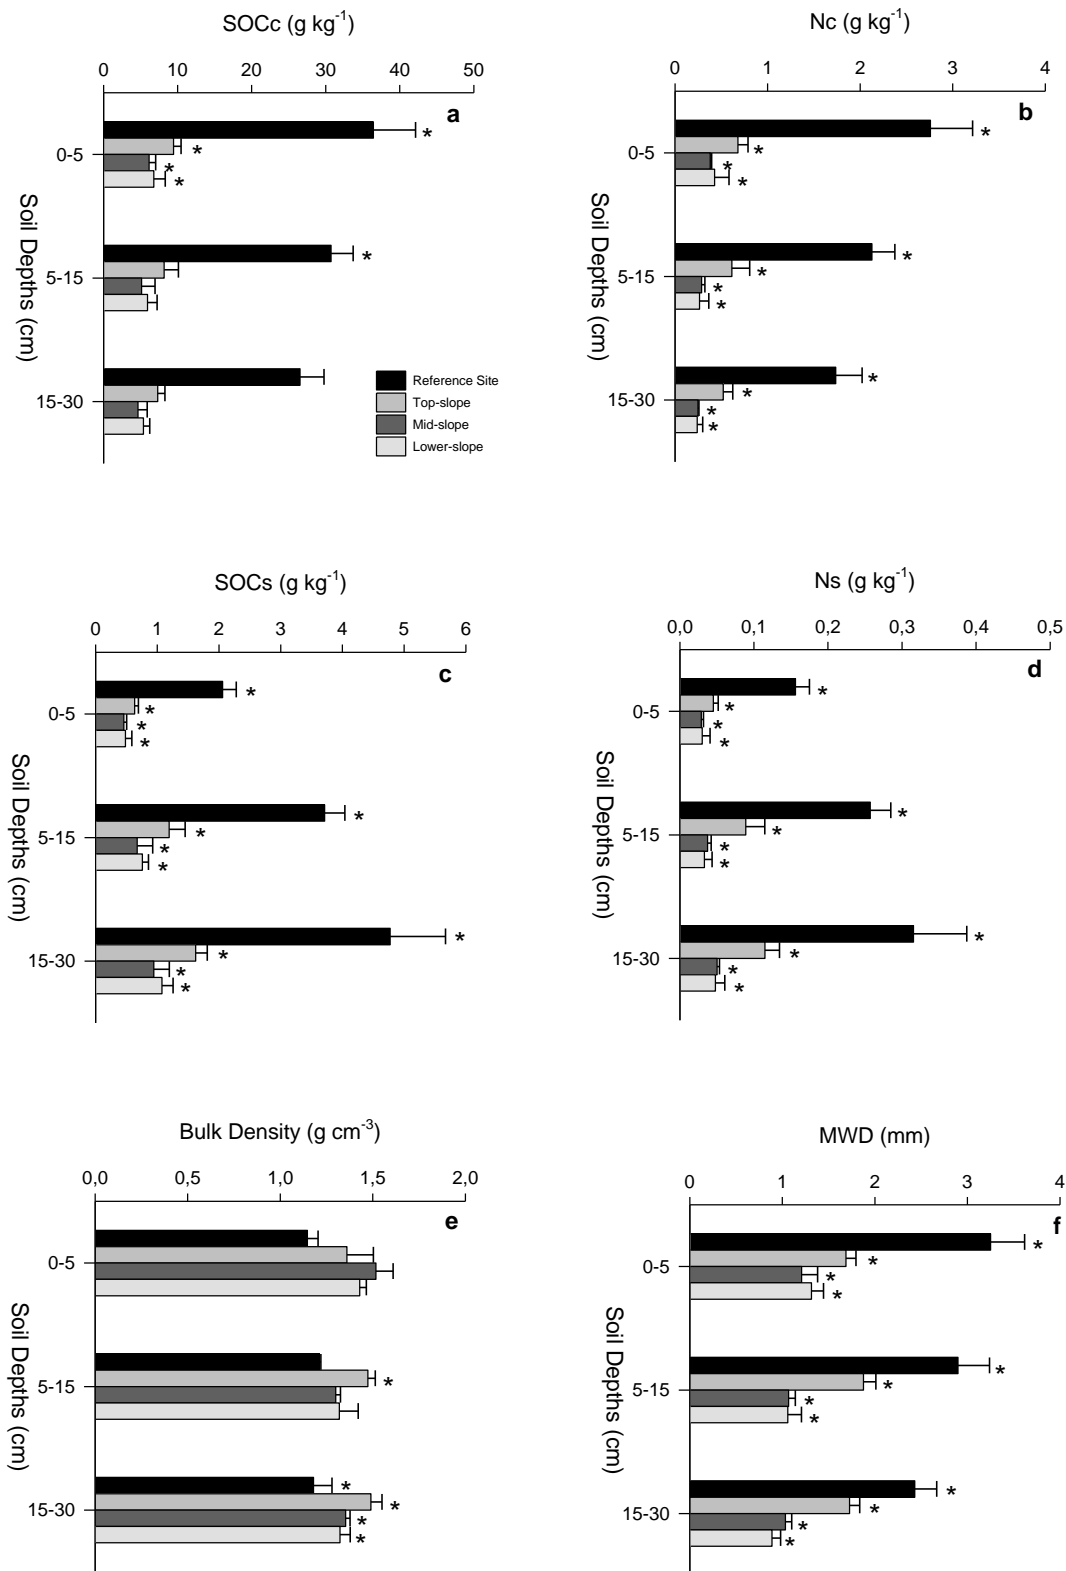 SOCc (g kg-1)
0 10 20 30 40 50
a
* * * *
0-5
*
5-15
15-30
Soil Depths (cm)
Reference Site
Top-slope
Mid-slope
Lower-slope
Nc (g kg-1)
0 1 2 3 4
b
* * * *
0-5
* * * *
5-15
* * * *
15-30
Soil Depths (cm)
SOCs (g kg-1)
0 1 2 3 4 5 6
c
* * * *
0-5
* * * *
5-15
* * * *
15-30
Soil Depths (cm)
Ns (g kg-1)
0,0 0,1 0,2 0,3 0,4 0,5
d
* * * *
0-5
* * * *
5-15
* * * *
15-30
Soil Depths (cm)
Bulk Density (g cm-3)
0,0 0,5 1,0 1,5 2,0
e
0-5
*
5-15
* * * *
15-30
Soil Depths (cm)
MWD (mm)
0 1 2 3 4
f
* * * *
0-5
* * * *
5-15
* * * *
15-30
Soil Depths (cm)